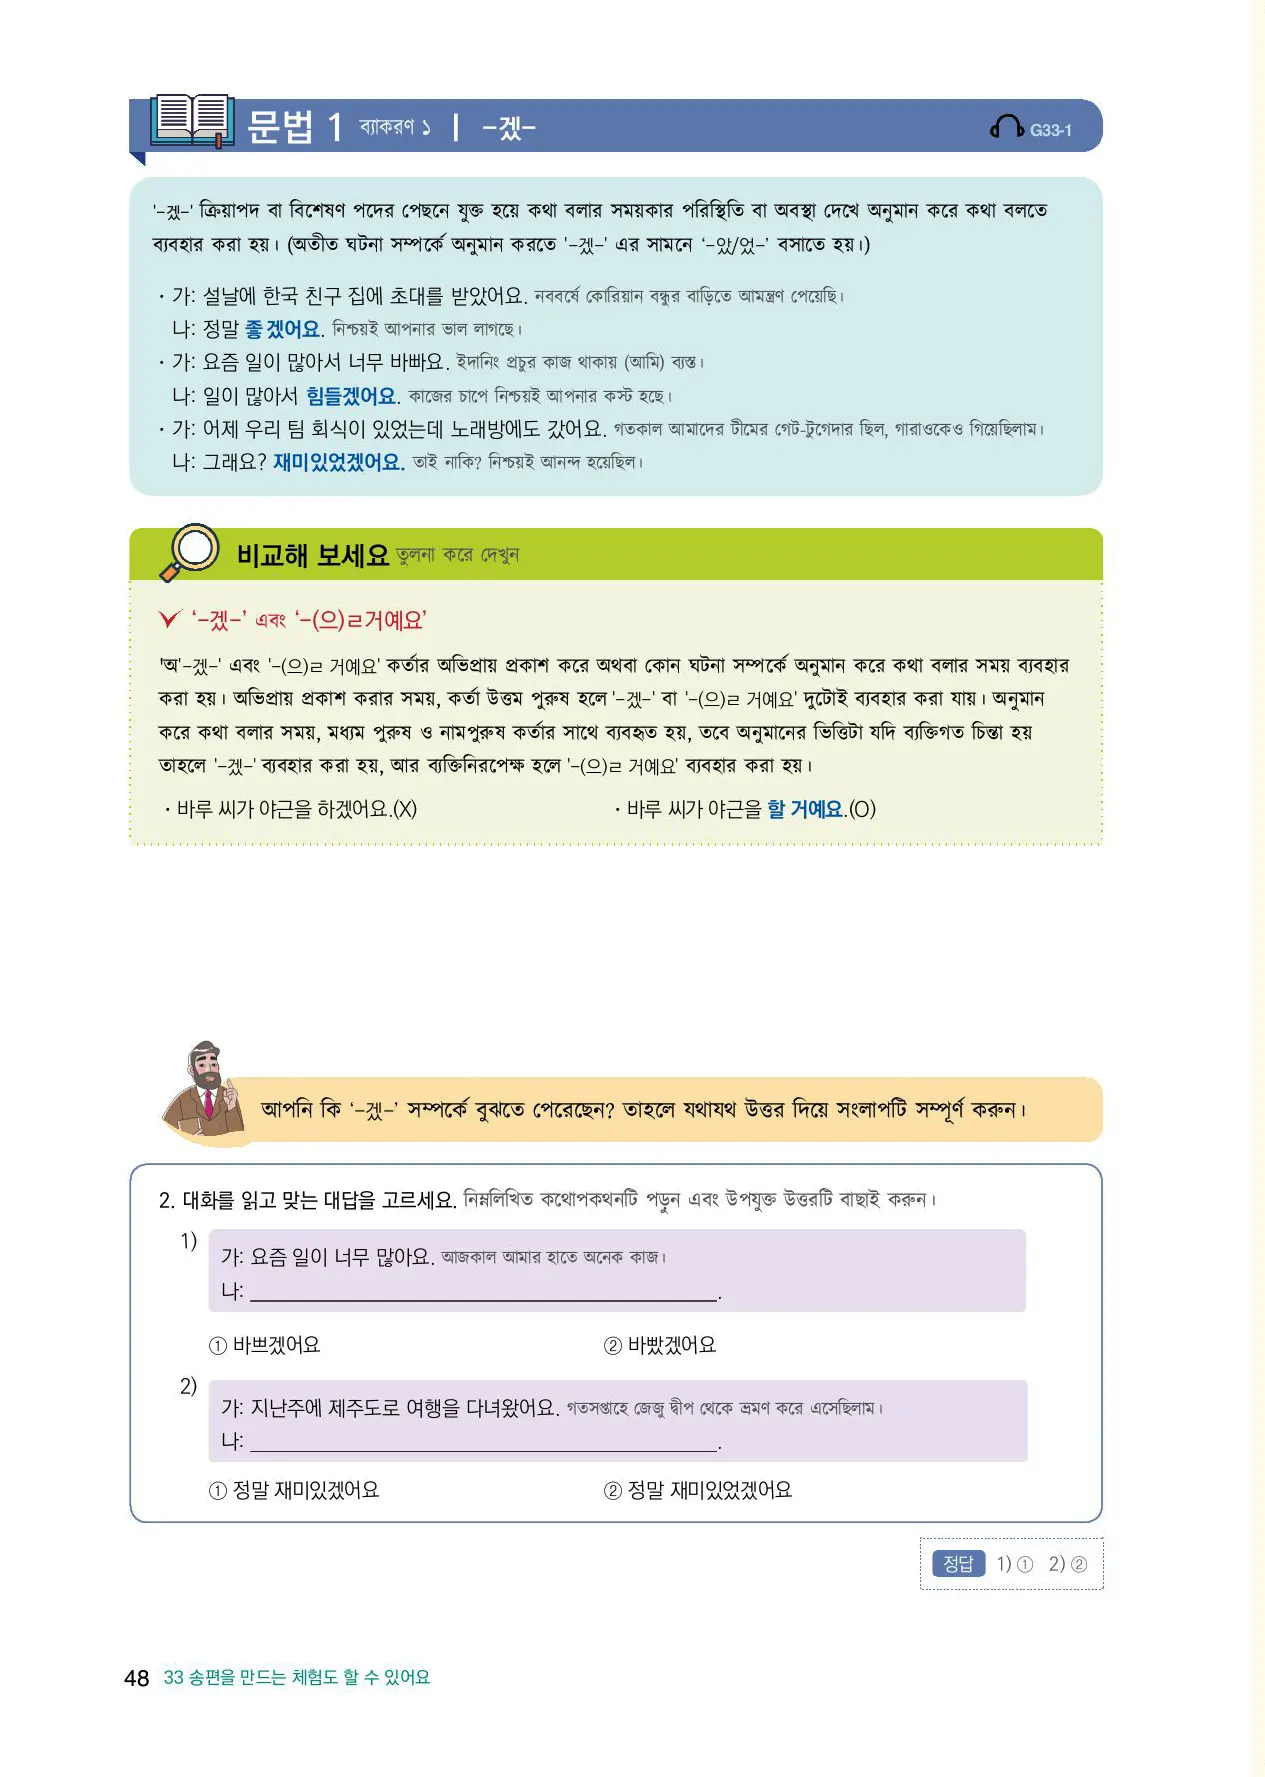 문법 1 ব্যাকরণ ১ | -겠-
G33-1
'-겠-' ক্রিয়াপদ বা বিশেষণ পদের পেছনে যুক্ত হয়ে কথা বলার সময়কার পরিস্থিতি বা অবস্থা দেখে অনুমান করে কথা বলতে
ব্যবহার করা হয়। (অতীত ঘটনা সম্পর্কে অনুমান করতে '-겠-' এর সামনে ‘-았/었-’ বসাতে হয়।)
· 가: 설날에 한국 친구 집에 초대를 받았어요. নববর্ষে কোরিয়ান বন্ধুর বাড়িতে আমন্ত্রণ পেয়েছি।
나: 정말 좋겠어요. নিশ্চয়ই আপনার ভাল লাগছে।
· 가: 요즘 일이 많아서 너무 바빠요. ইদানিং প্রচুর কাজ থাকায় (আমি) ব্যস্ত।
나: 일이 많아서 힘들겠어요. কাজের চাপে নিশ্চয়ই আপনার কস্ট হছে।
· 가: 어제 우리 팀 회식이 있었는데 노래방에도 갔어요. গতকাল আমাদের টীমের গেট-টুগেদার ছিল, গারাওকেও গিয়েছিলাম।
나: 그래요? 재미있었겠어요. তাই নাকি? নিশ্চয়ই আনন্দ হয়েছিল।
비교해 보세요 তুলনা করে দেখুন
‘-겠-’ এবং ‘-(으)ㄹ거예요’
'অ'-겠-' এবং '-(으)ㄹ 거예요' কর্তার অভিপ্রায় প্রকাশ করে অথবা কোন ঘটনা সম্পর্কে অনুমান করে কথা বলার সময় ব্যবহার
করা হয়। অভিপ্রায় প্রকাশ করার সময়, কর্তা উত্তম পুরুষ হলে '-겠-' বা '-(으)ㄹ 거예요' দুটোই ব্যবহার করা যায়। অনুমান
করে কথা বলার সময়, মধ্যম পুরুষ ও নামপুরুষ কর্তার সাথে ব্যবহৃত হয়, তবে অনুমানের ভিত্তিটা যদি ব্যক্তিগত চিন্তা হয়
তাহলে '-겠-' ব্যবহার করা হয়, আর ব্যক্তিনিরপেক্ষ হলে '-(으)ㄹ 거예요' ব্যবহার করা হয়।
· 바루 씨가 야근을 하겠어요.(X) · 바루 씨가 야근을 할 거예요.(O)
আপনি কি ‘-겠-’ সম্পর্কে বুঝতে পেরেছেন? তাহলে যথাযথ উত্তর দিয়ে সংলাপটি সম্পূর্ণ করুন।
2. 대화를 읽고 맞는 대답을 고르세요. নিম্নলিখিত কথোপকথনটি পড়ুন এবং উপযুক্ত উত্তরটি বাছাই করুন।
1)
가: 요즘 일이 너무 많아요. আজকাল আমার হাতে অনেক কাজ।
나: ____________________.
① 바쁘겠어요 ② 바빴겠어요
2)
가: 지난주에 제주도로 여행을 다녀왔어요. গতসপ্তাহে জেজু দ্বীপ থেকে ভ্রমণ করে এসেছিলাম।
나: ____________________.
① 정말 재미있겠어요 ② 정말 재미있었겠어요
정답 1) ① 2) ②
48 33 송편을 만드는 체험도 할 수 있어요